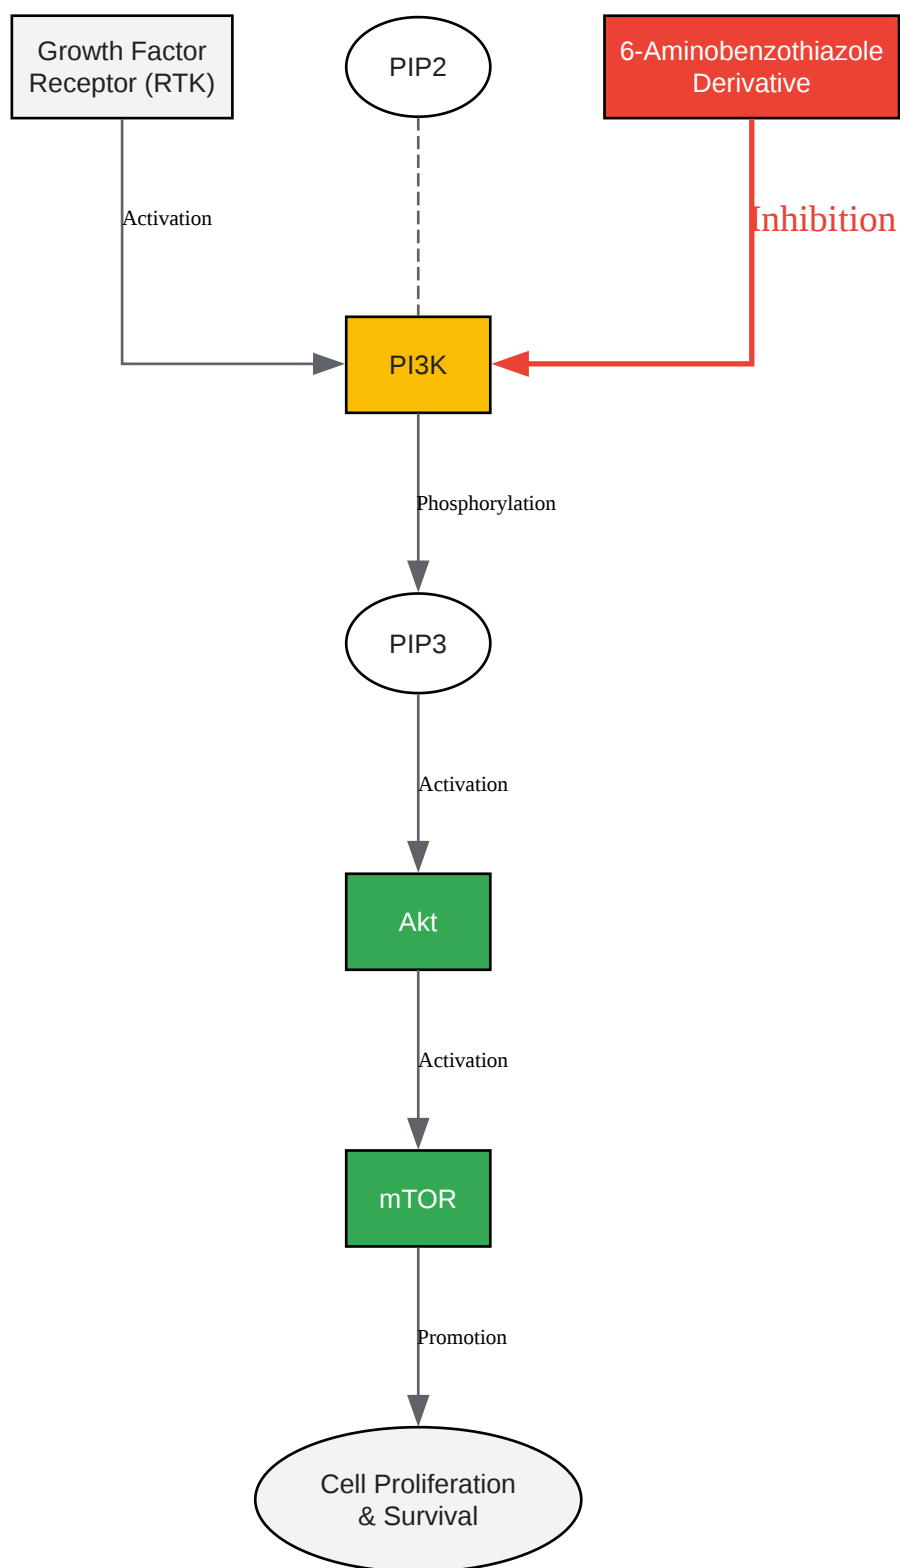 Growth Factor
Receptor (RTK)
PIP2
6-Aminobenzothiazole
Derivative
Activation
Inhibition
PI3K
Phosphorylation
PIP3
Activation
Akt
Activation
mTOR
Promotion
Cell Proliferation
& Survival